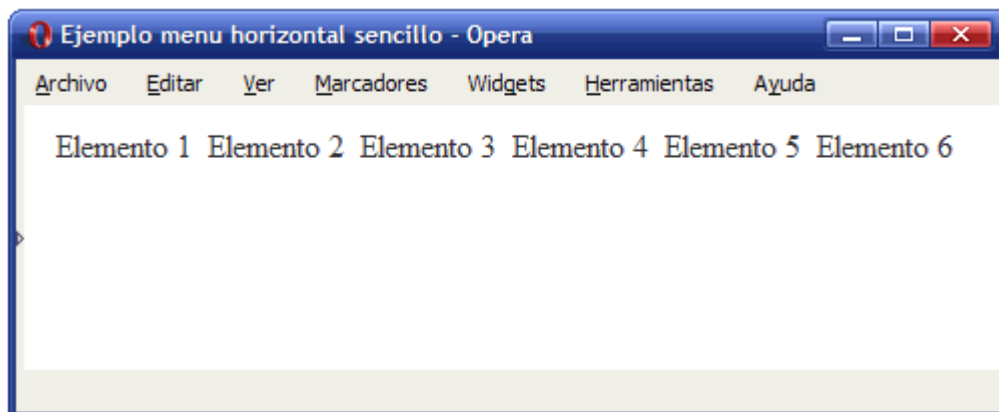 Ejemplo menu horizontal sencillo - Opera
Archivo Editar Ver Marcadores Widgets Herramientas Ayuda
Elemento 1 Elemento 2 Elemento 3 Elemento 4 Elemento 5 Elemento 6